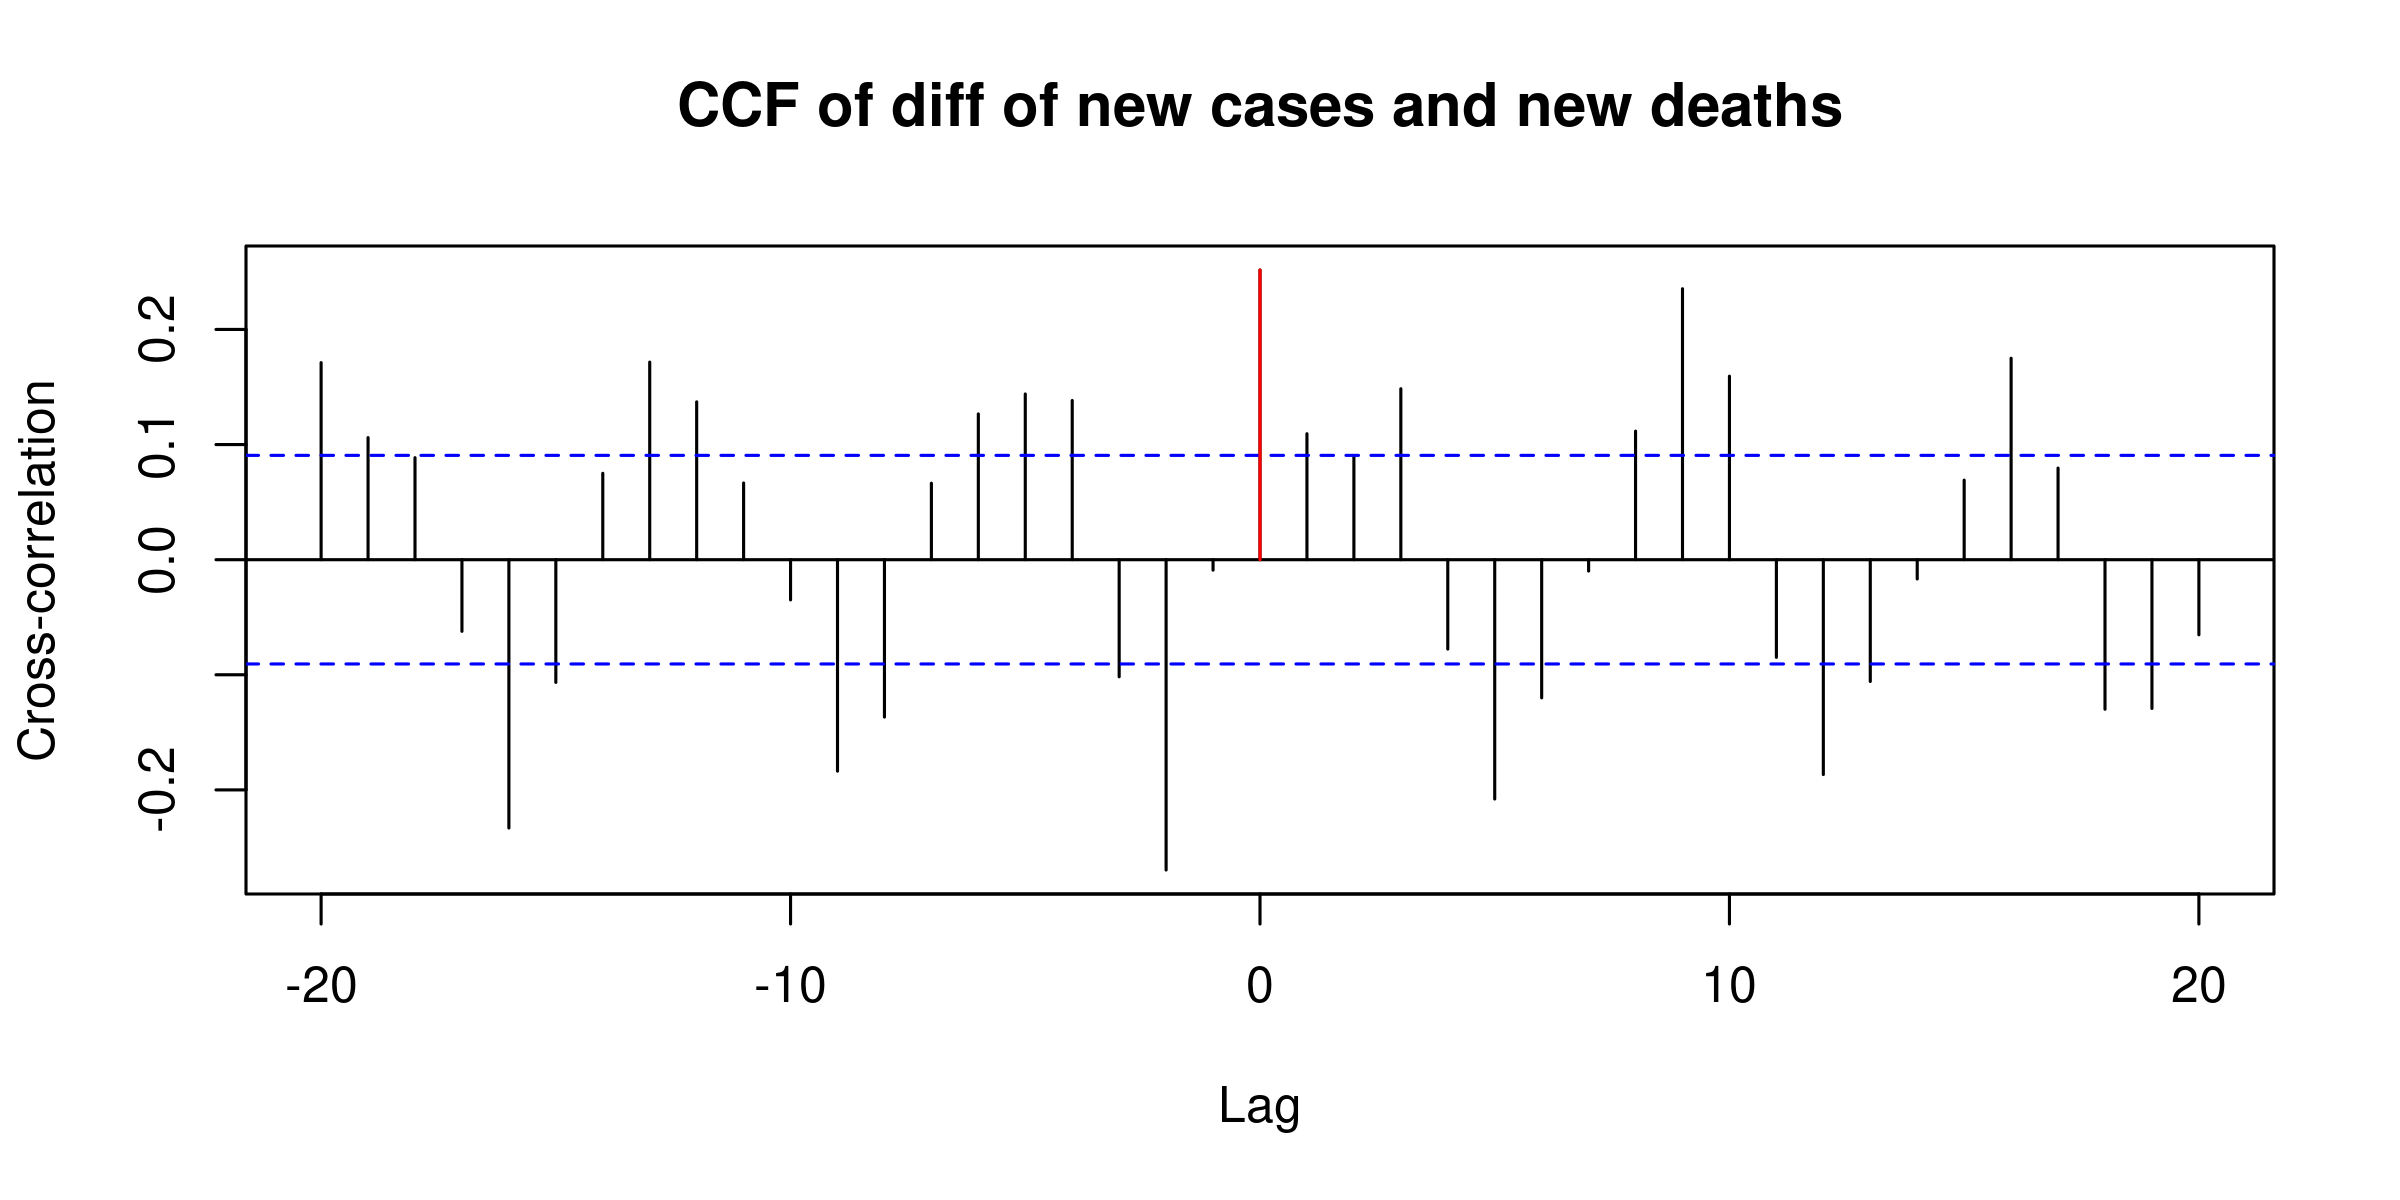 CCF of diff of new cases and new deaths
Cross-correlation
0.2
0.1
0.0
-0.2
-20 -10 0 10 20
Lag